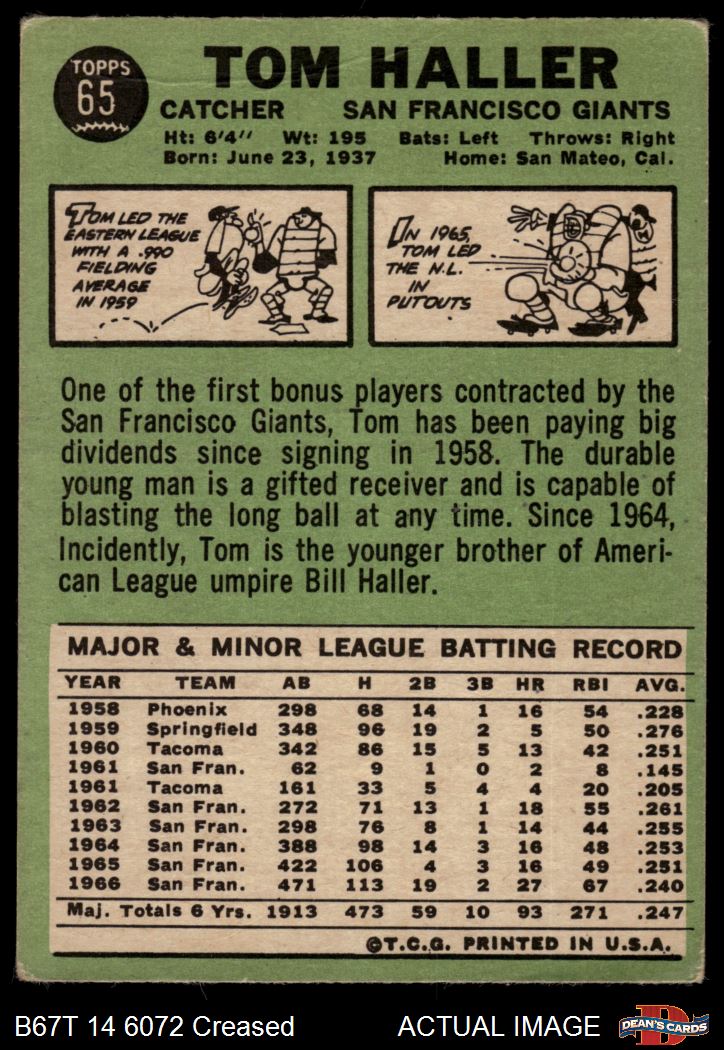 TOPPS
65
TOM HALLER
CATCHER SAN FRANCISCO GIANTS
Ht: 6'4" Wt: 195 Bats: Left Throws: Right
Born: June 23, 1937 Home: San Mateo, Cal.
TOM LED THE
EASTERN LEAGUE
WITH A .990
FIELDING
AVERAGE
IN 1959
IN 1965,
TOM LED
THE N.L.
IN
PUTOUTS
One of the first bonus players contracted by the
San Francisco Giants, Tom has been paying big
dividends since signing in 1958. The durable
young man is a gifted receiver and is capable of
blasting the long ball at any time. Since 1964,
Incidently, Tom is the younger brother of Ameri-
can League umpire Bill Haller.
MAJOR & MINOR LEAGUE BATTING RECORD
YEAR TEAM AB H 2B 3B HR RBI AVG.
1958 Phoenix 298 68 14 1 16 54 .228
1959 Springfield 348 96 19 2 5 50 .276
1960 Tacoma 342 86 15 5 13 42 .251
1961 San Fran. 62 9 1 0 2 8 .145
1961 Tacoma 161 33 5 4 4 20 .205
1962 San Fran. 272 71 13 1 18 55 .261
1963 San Fran. 298 76 8 1 14 44 .255
1964 San Fran. 388 98 14 3 16 48 .253
1965 San Fran. 422 106 4 3 16 49 .251
1966 San Fran. 471 113 19 2 27 67 .240
Maj. Totals 6 Yrs. 1913 473 59 10 93 271 .247
©T.C.G. PRINTED IN U.S.A.
B67T 14 6072 Creased ACTUAL IMAGE
D
DEAN'S CARDS